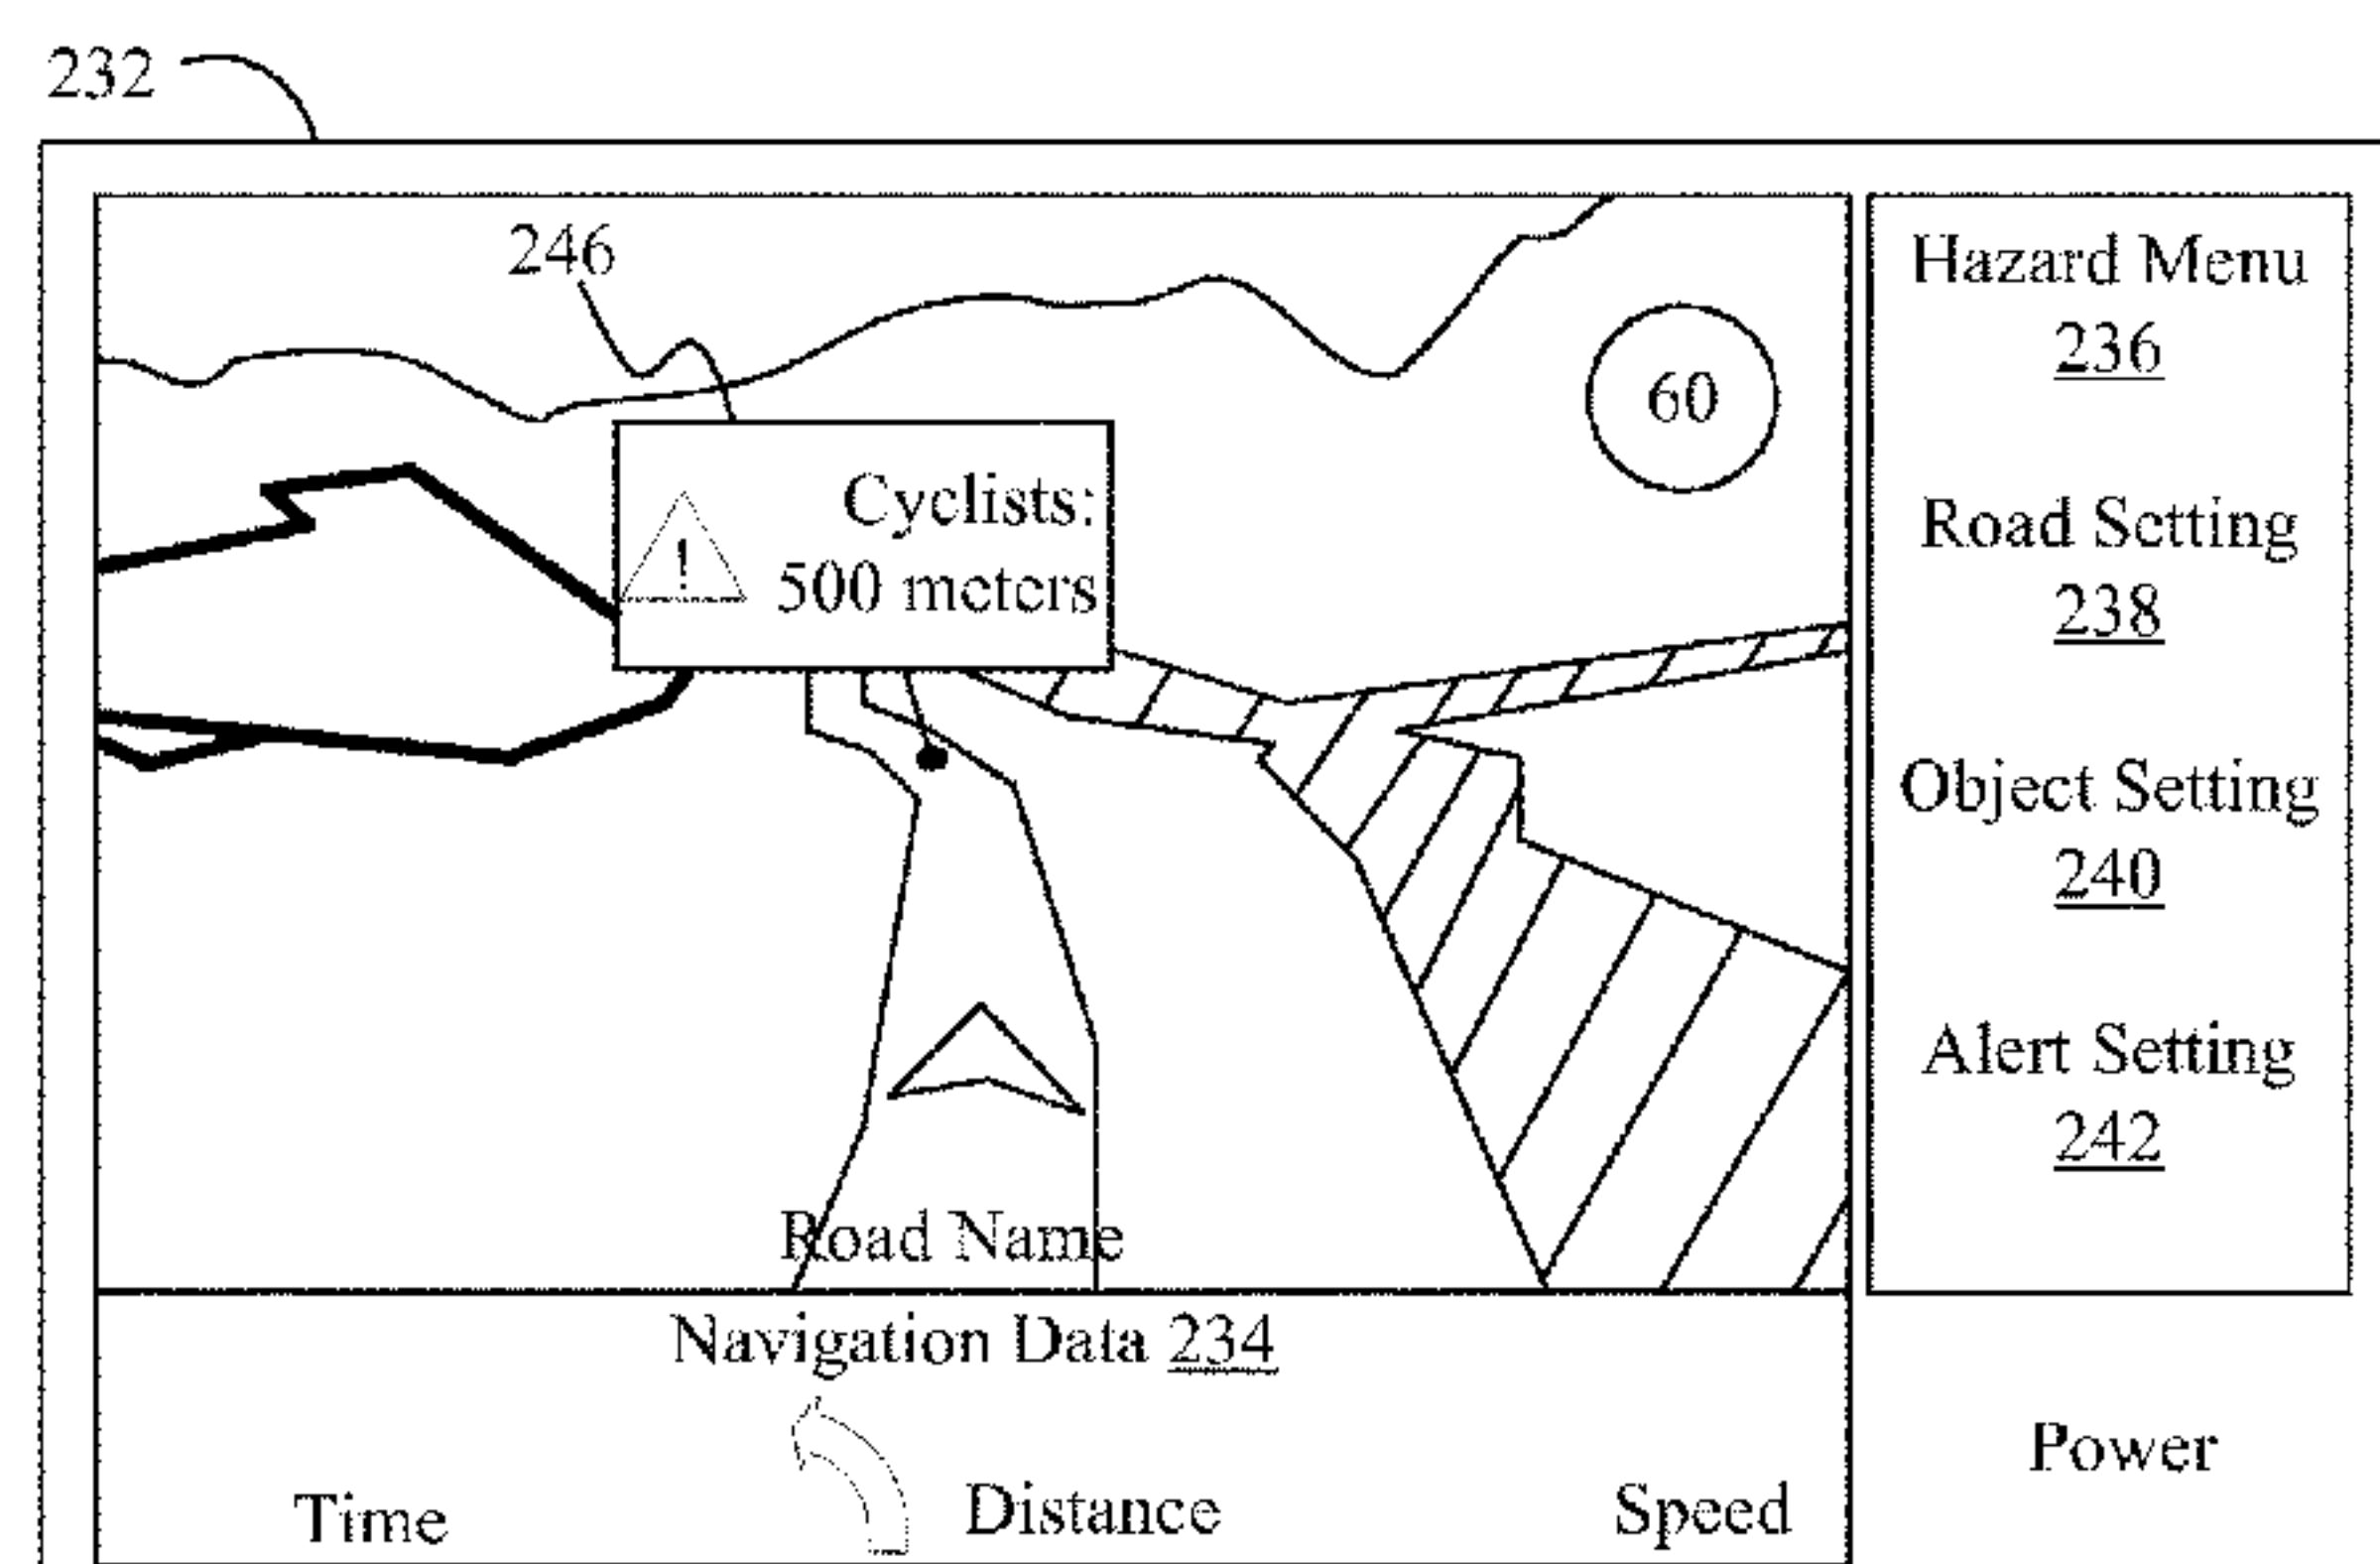 232
246
60
Cyclists:
! 500 meters
Road Name
Navigation Data 234
Time
Distance
Speed
Hazard Menu
236
Road Setting
238
Object Setting
240
Alert Setting
242
Power